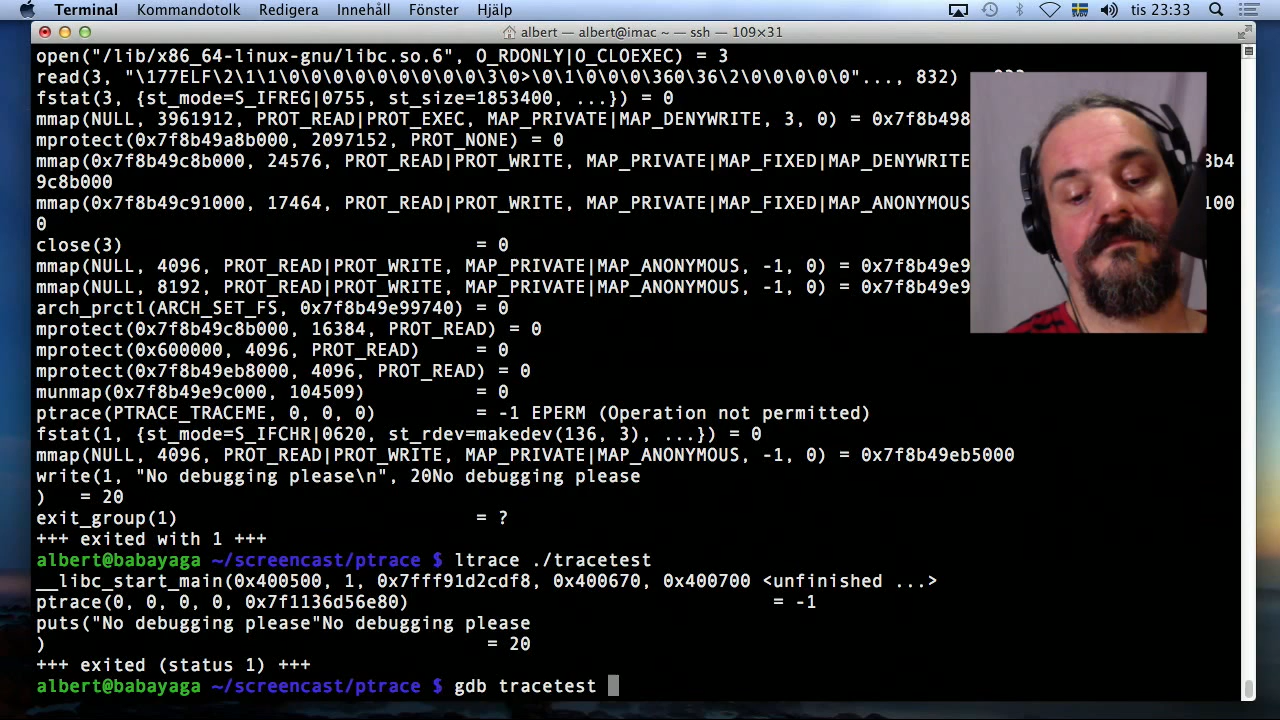 Terminal Kommandotolk Redigera Innehåll Fönster Hjälp tis 23:33
albert — albert@imac ~ — ssh — 109×31
open("/lib/x86_64-linux-gnu/libc.so.6", O_RDONLY|O_CLOEXEC) = 3
read(3, "\177ELF\2\1\1\0\0\0\0\0\0\0\0\0\3\0>\0\1\0\0\0\360\36\2\0\0\0\0\0"..., 832)
fstat(3, {st_mode=S_IFREG|0755, st_size=1853400, ...}) = 0
mmap(NULL, 3961912, PROT_READ|PROT_EXEC, MAP_PRIVATE|MAP_DENYWRITE, 3, 0) = 0x7f8b498
mprotect(0x7f8b49a8b000, 2097152, PROT_NONE) = 0
mmap(0x7f8b49c8b000, 24576, PROT_READ|PROT_WRITE, MAP_PRIVATE|MAP_FIXED|MAP_DENYWRITE b4
9c8b000
mmap(0x7f8b49c91000, 17464, PROT_READ|PROT_WRITE, MAP_PRIVATE|MAP_FIXED|MAP_ANONYMOUS 100
0
close(3) = 0
mmap(NULL, 4096, PROT_READ|PROT_WRITE, MAP_PRIVATE|MAP_ANONYMOUS, -1, 0) = 0x7f8b49e9
mmap(NULL, 8192, PROT_READ|PROT_WRITE, MAP_PRIVATE|MAP_ANONYMOUS, -1, 0) = 0x7f8b49e9
arch_prctl(ARCH_SET_FS, 0x7f8b49e99740) = 0
mprotect(0x7f8b49c8b000, 16384, PROT_READ) = 0
mprotect(0x600000, 4096, PROT_READ) = 0
mprotect(0x7f8b49eb8000, 4096, PROT_READ) = 0
munmap(0x7f8b49e9c000, 104509) = 0
ptrace(PTRACE_TRACEME, 0, 0, 0) = -1 EPERM (Operation not permitted)
fstat(1, {st_mode=S_IFCHR|0620, st_rdev=makedev(136, 3), ...}) = 0
mmap(NULL, 4096, PROT_READ|PROT_WRITE, MAP_PRIVATE|MAP_ANONYMOUS, -1, 0) = 0x7f8b49eb5000
write(1, "No debugging please\n", 20No debugging please
) = 20
exit_group(1) = ?
+++ exited with 1 +++
albert@babayaga ~/screencast/ptrace $ ltrace ./tracetest
__libc_start_main(0x400500, 1, 0x7fff91d2cdf8, 0x400670, 0x400700 <unfinished ...>
ptrace(0, 0, 0, 0, 0x7f1136d56e80) = -1
puts("No debugging please"No debugging please
) = 20
+++ exited (status 1) +++
albert@babayaga ~/screencast/ptrace $ gdb tracetest